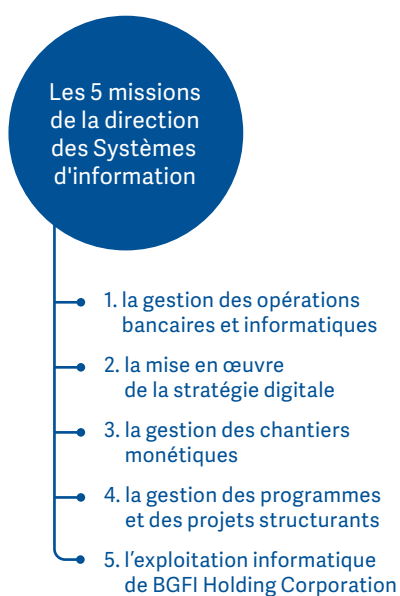 Les 5 missions
de la direction
des Systèmes
d'information
1. la gestion des opérations
bancaires et informatiques
2. la mise en œuvre
de la stratégie digitale
3. la gestion des chantiers
monétiques
4. la gestion des programmes
et des projets structurants
5. l’exploitation informatique
de BGFI Holding Corporation